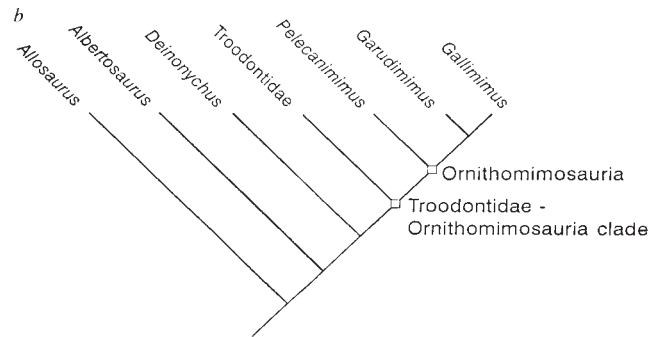 b
Allosaurus
Albertosaurus
Deinonychus
Troodontidae
Pelecanimimus
Garudimimus
Gallimimus
Ornithomimosauria
Troodontidae -
Ornithomimosauria clade